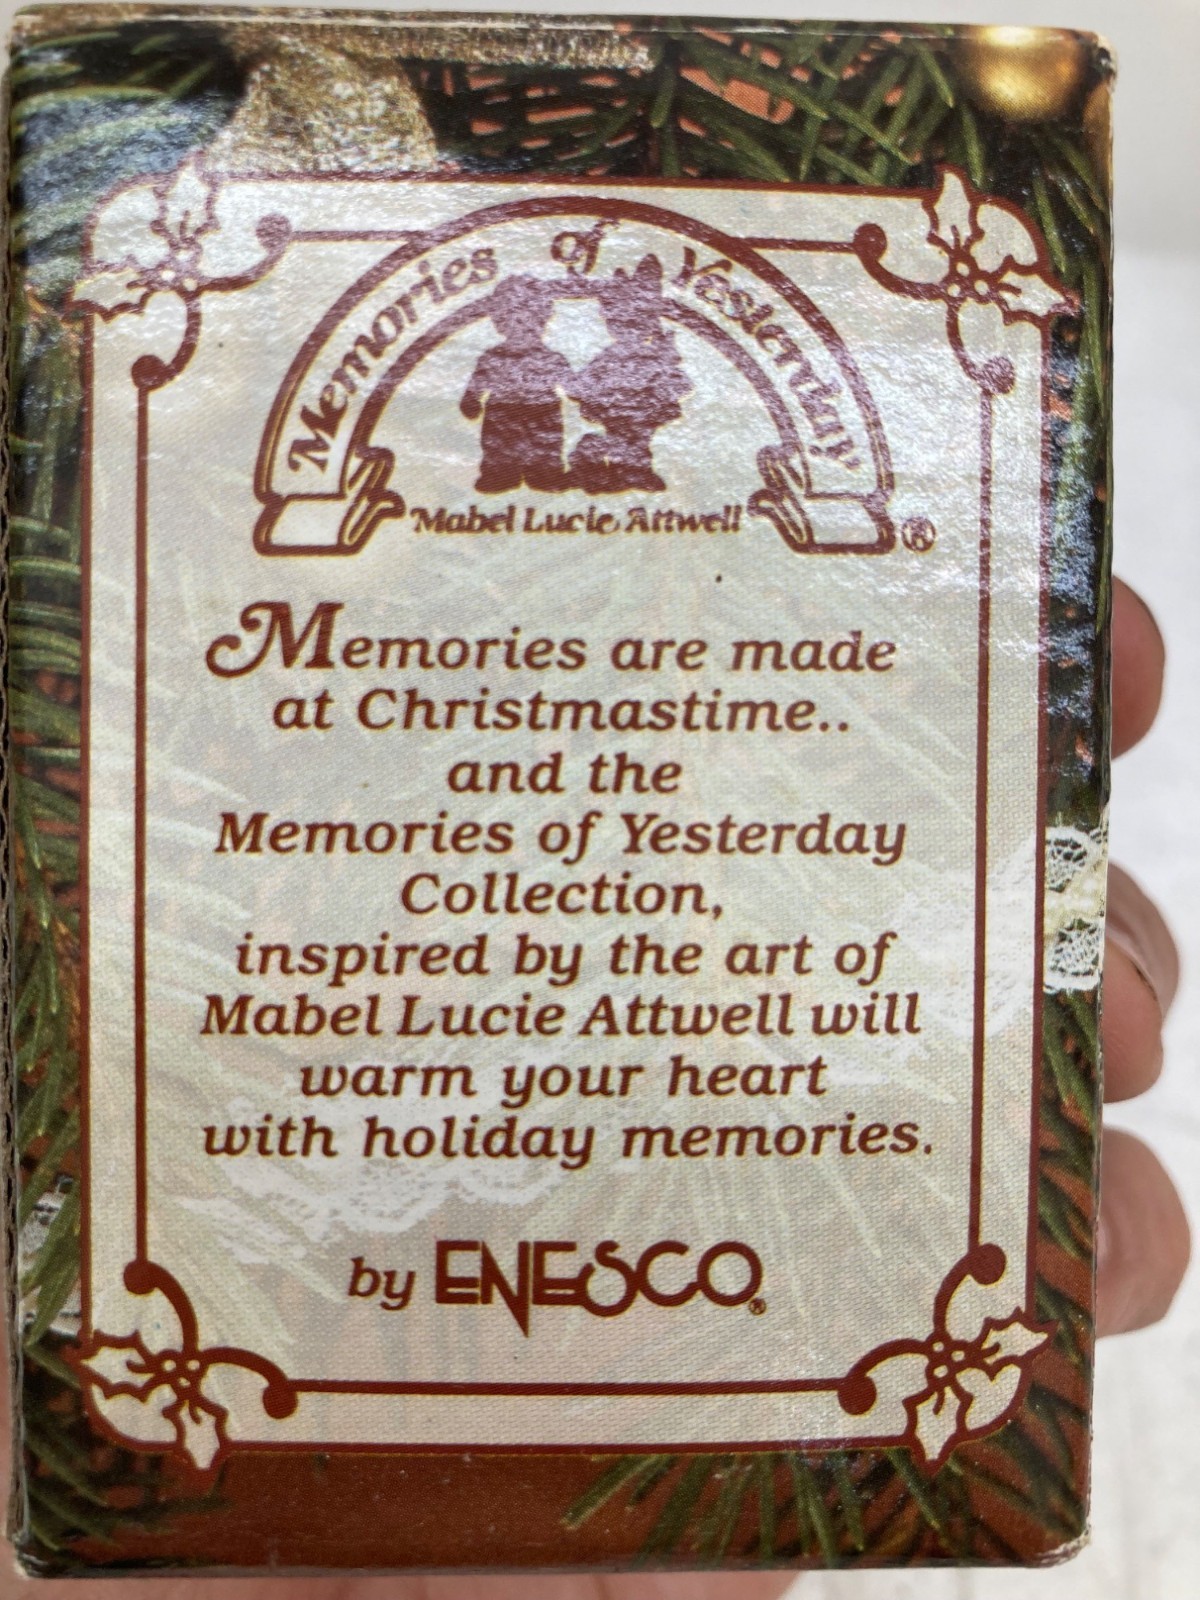 Memories of Yesterday
Mabel Lucie Attwell ®
Memories are made
at Christmastime..
and the
Memories of Yesterday
Collection,
inspired by the art of
Mabel Lucie Attwell will
warm your heart
with holiday memories.
by ENESCO®